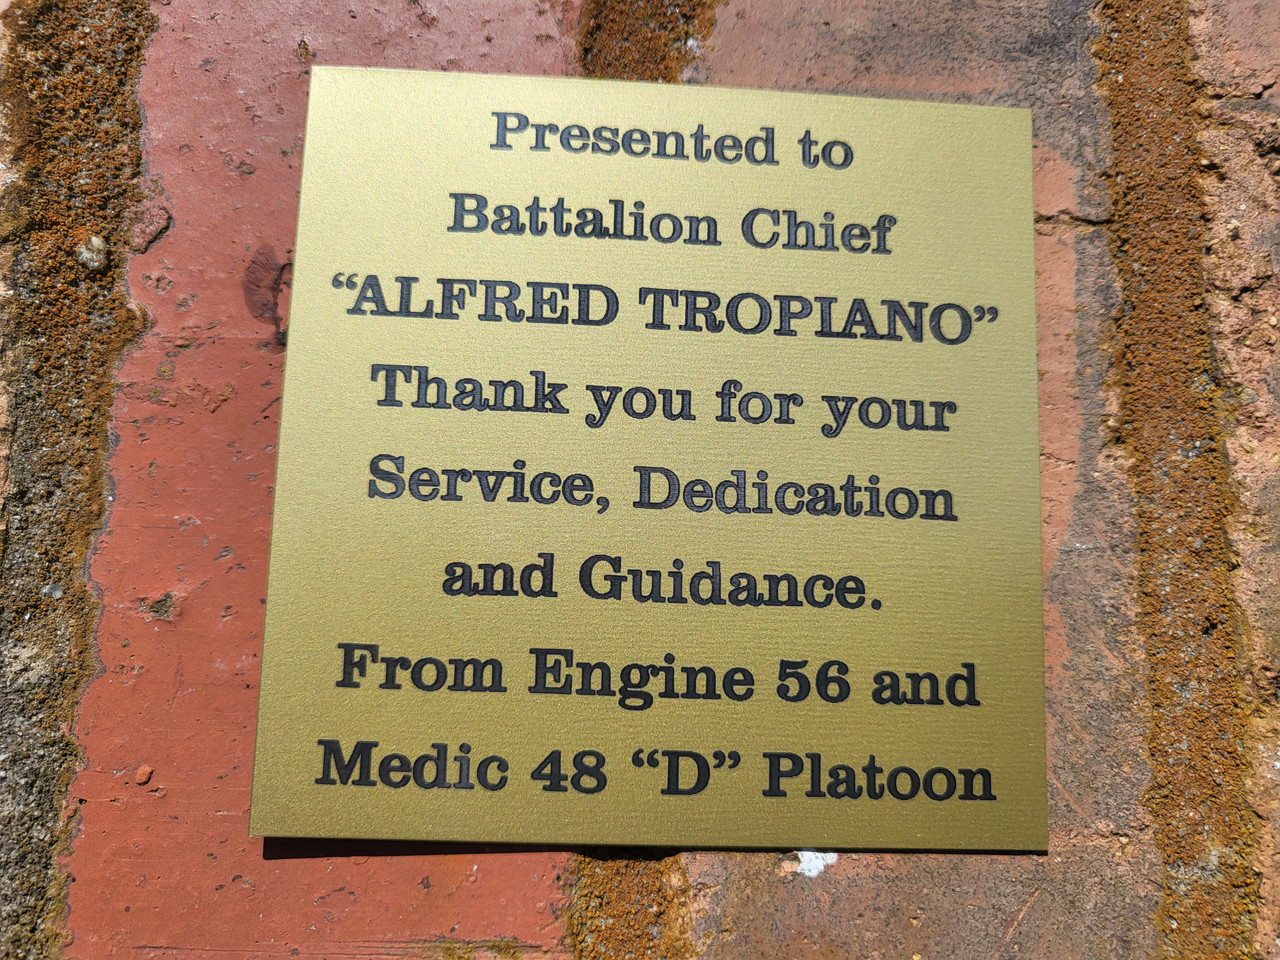 Presented to
Battalion Chief
“ALFRED TROPIANO”
Thank you for your
Service, Dedication
and Guidance.
From Engine 56 and
Medic 48 “D” Platoon